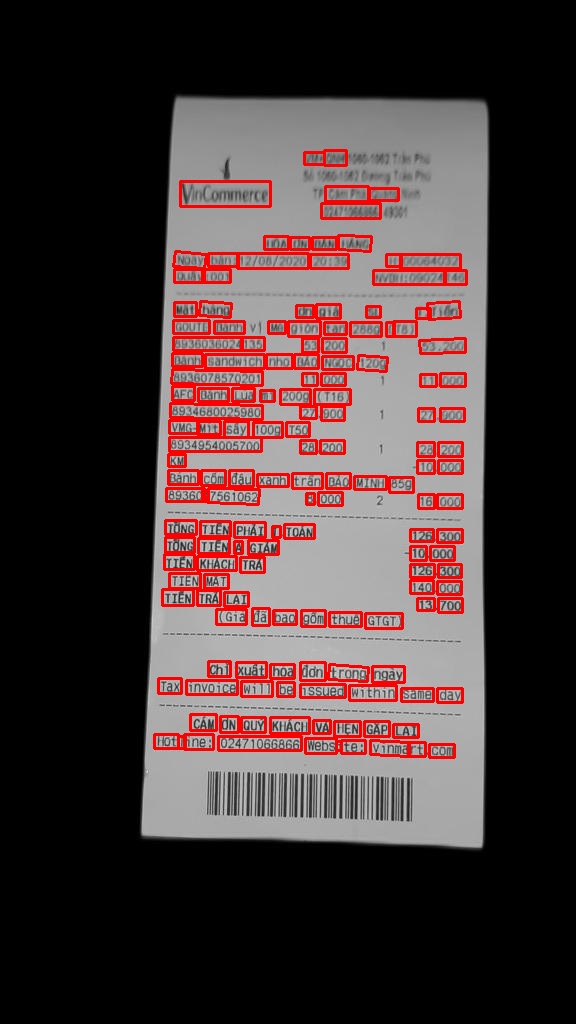 VinCommerce
VM+ QNH 1060-1062 Trần Phú
Số 1060-1062 Đường Trần Phú
TP. Cẩm Phả, Quảng Ninh
02471066866-49301
HÓA ĐƠN BÁN HÀNG
Ngày bán: 12/08/2020 20:39 HĐ:00064032
Quầy:001 NVBH:09024146
Mặt hàng Đơn giá SL T.Tiền
GOUTE Bánh vị MG giòn tan 288g (T8)
8936036024135 53,200 1 53,200
Bánh sandwich nho BẢO NGỌC 120g
8936078570201 11,000 1 11,000
AFC Bánh Lúa mì 200g (T16)
8934680025980 27,900 1 27,900
VMG-Mít sấy 100g T50
8934954005700 28,200 1 28,200
KM -10,000
Bánh cốm đậu xanh trần BẢO MINH 85g
89360 7561062 8,000 2 16,000
TỔNG TIỀN PHẢI T.TOÁN 126,300
TỔNG TIỀN ĐÃ GIẢM -10,000
TIỀN KHÁCH TRẢ 126,300
TIỀN MẶT 140,000
TIỀN TRẢ LẠI 13,700
(Giá đã bao gồm thuế GTGT)
Chỉ xuất hóa đơn trong ngày
Tax invoice will be issued within same day
CẢM ƠN QUÝ KHÁCH VÀ HẸN GẶP LẠI
Hotline: 02471066866 Website: vinmart.com